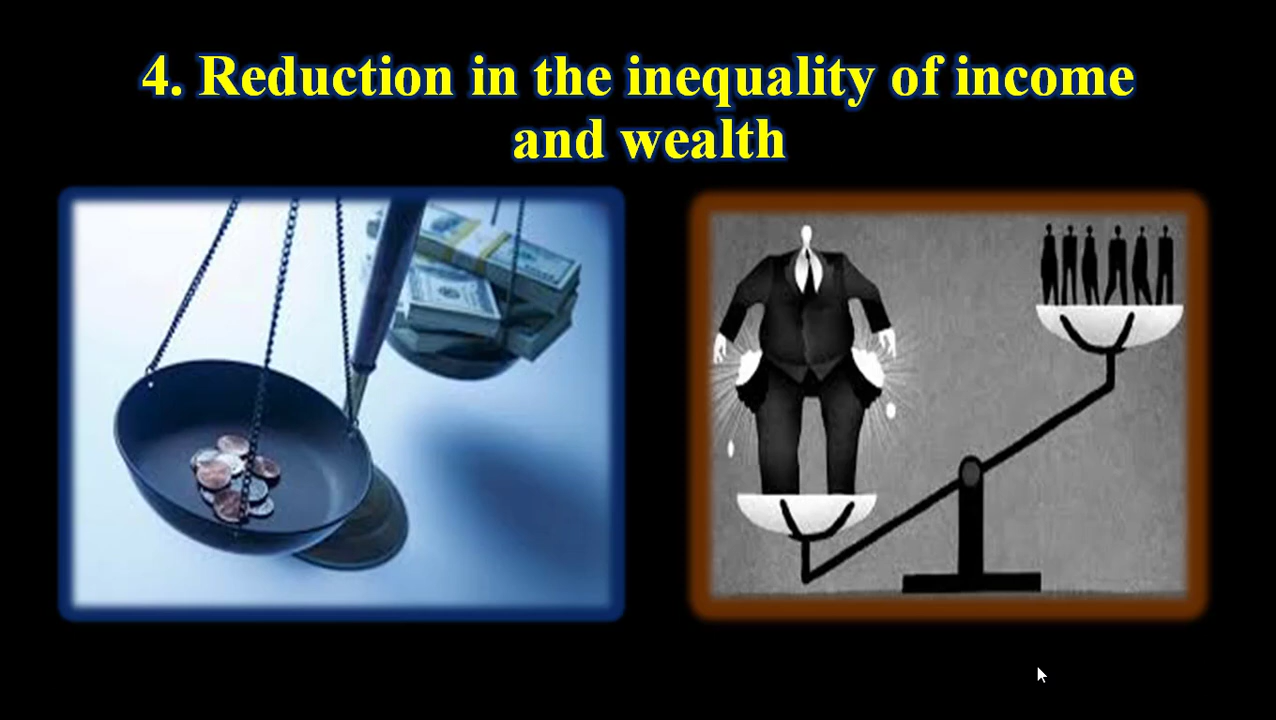 4. Reduction in the inequality of income
and wealth